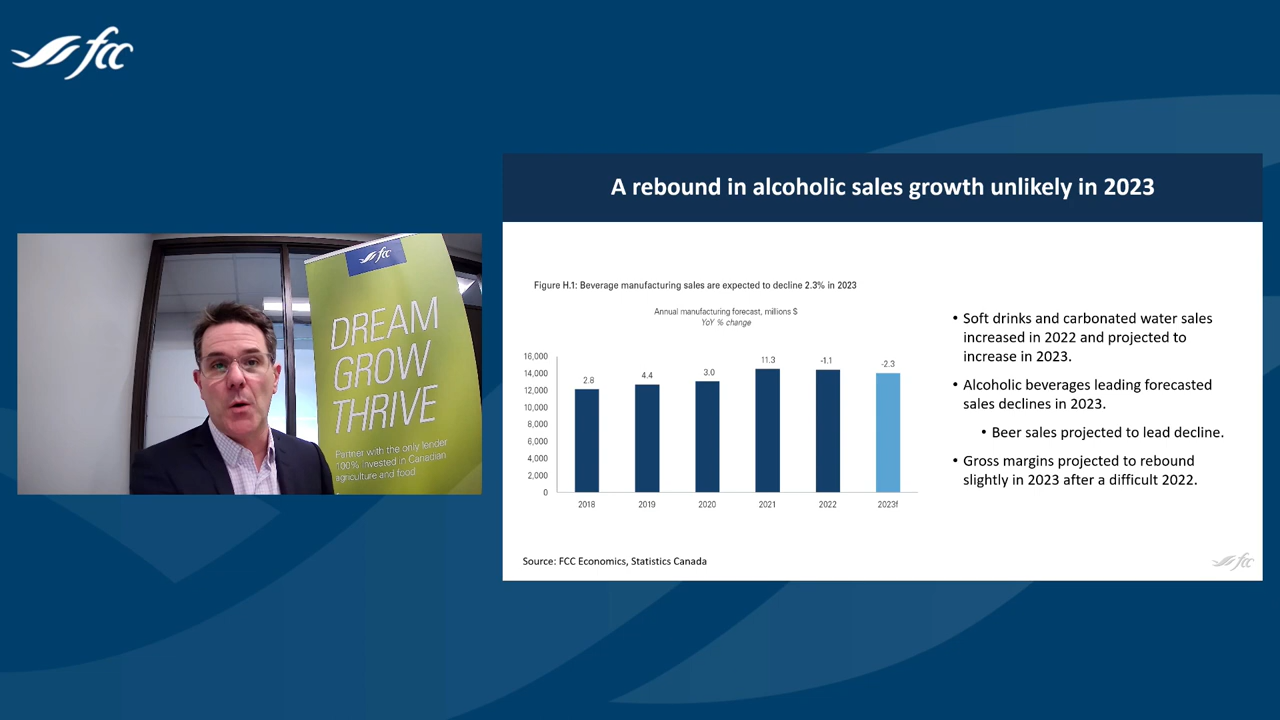 fcc
fcc
DREAM
GROW
THRIVE
Partner with the only lender
100% invested in Canadian
agriculture and food
A rebound in alcoholic sales growth unlikely in 2023
Figure H.1: Beverage manufacturing sales are expected to decline 2.3% in 2023
Annual manufacturing forecast, millions $
YoY % change
16,000
14,000
12,000
10,000
8,000
6,000
4,000
2,000
0
2.8
4.4
3.0
11.3
-1.1
-2.3
2018
2019
2020
2021
2022
2023f
• Soft drinks and carbonated water sales
increased in 2022 and projected to
increase in 2023.
• Alcoholic beverages leading forecasted
sales declines in 2023.
• Beer sales projected to lead decline.
• Gross margins projected to rebound
slightly in 2023 after a difficult 2022.
Source: FCC Economics, Statistics Canada
fcc